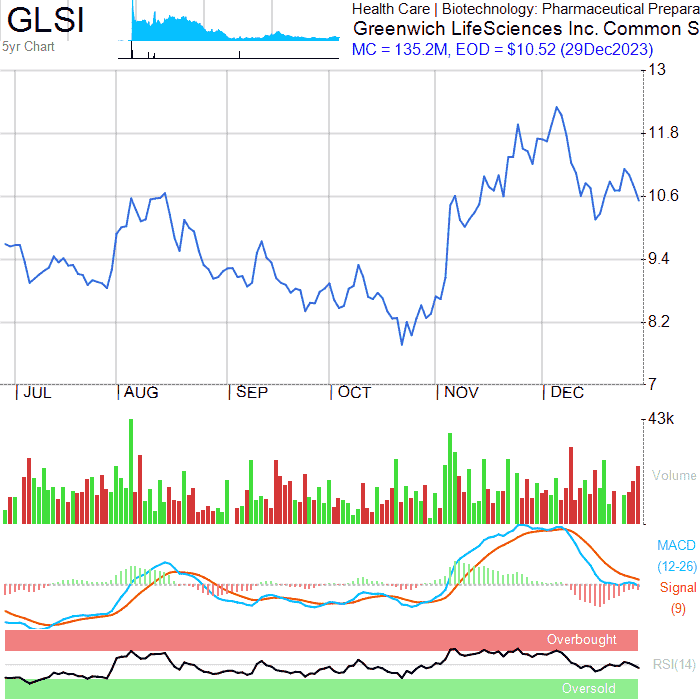 GLSI
5yr Chart
Health Care | Biotechnology: Pharmaceutical Prepara
Greenwich LifeSciences Inc. Common S
MC = 135.2M, EOD = $10.52 (29Dec2023)
13
11.8
10.6
9.4
8.2
7
|JUL |AUG |SEP |OCT |NOV |DEC
43k
Volume
MACD
(12-26)
Signal
(9)
Overbought
RSI(14)
Oversold